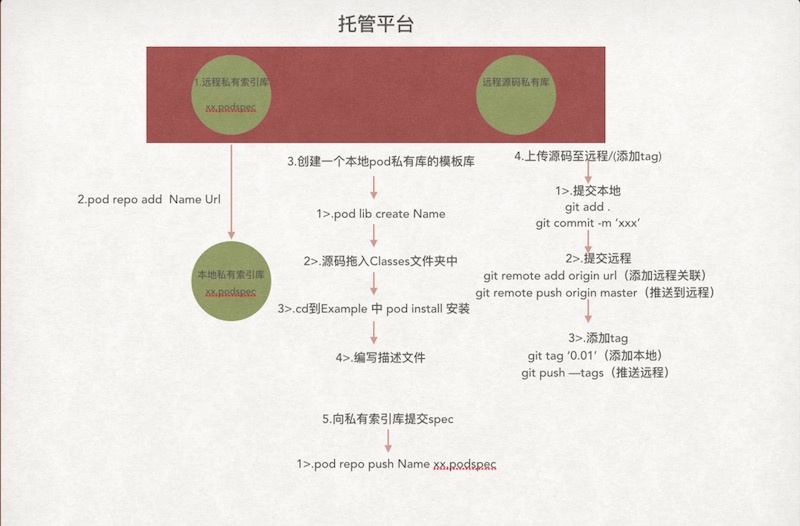 托管平台
1.远程私有索引库
xx.podspec
远程源码私有库
2.pod repo add Name Url
本地私有索引库
xx.podspec
3.创建一个本地pod私有库的模板库
1>.pod lib create Name
2>.源码拖入Classes文件夹中
3>.cd到Example 中 pod install 安装
4>.编写描述文件
4.上传源码至远程/(添加tag)
1>.提交本地
git add .
git commit -m ‘xxx’
2>.提交远程
git remote add origin url（添加远程关联）
git remote push origin master（推送到远程）
3>.添加tag
git tag ‘0.01’（添加本地）
git push —tags（推送远程）
5.向私有索引库提交spec
1>.pod repo push Name xx.podspec